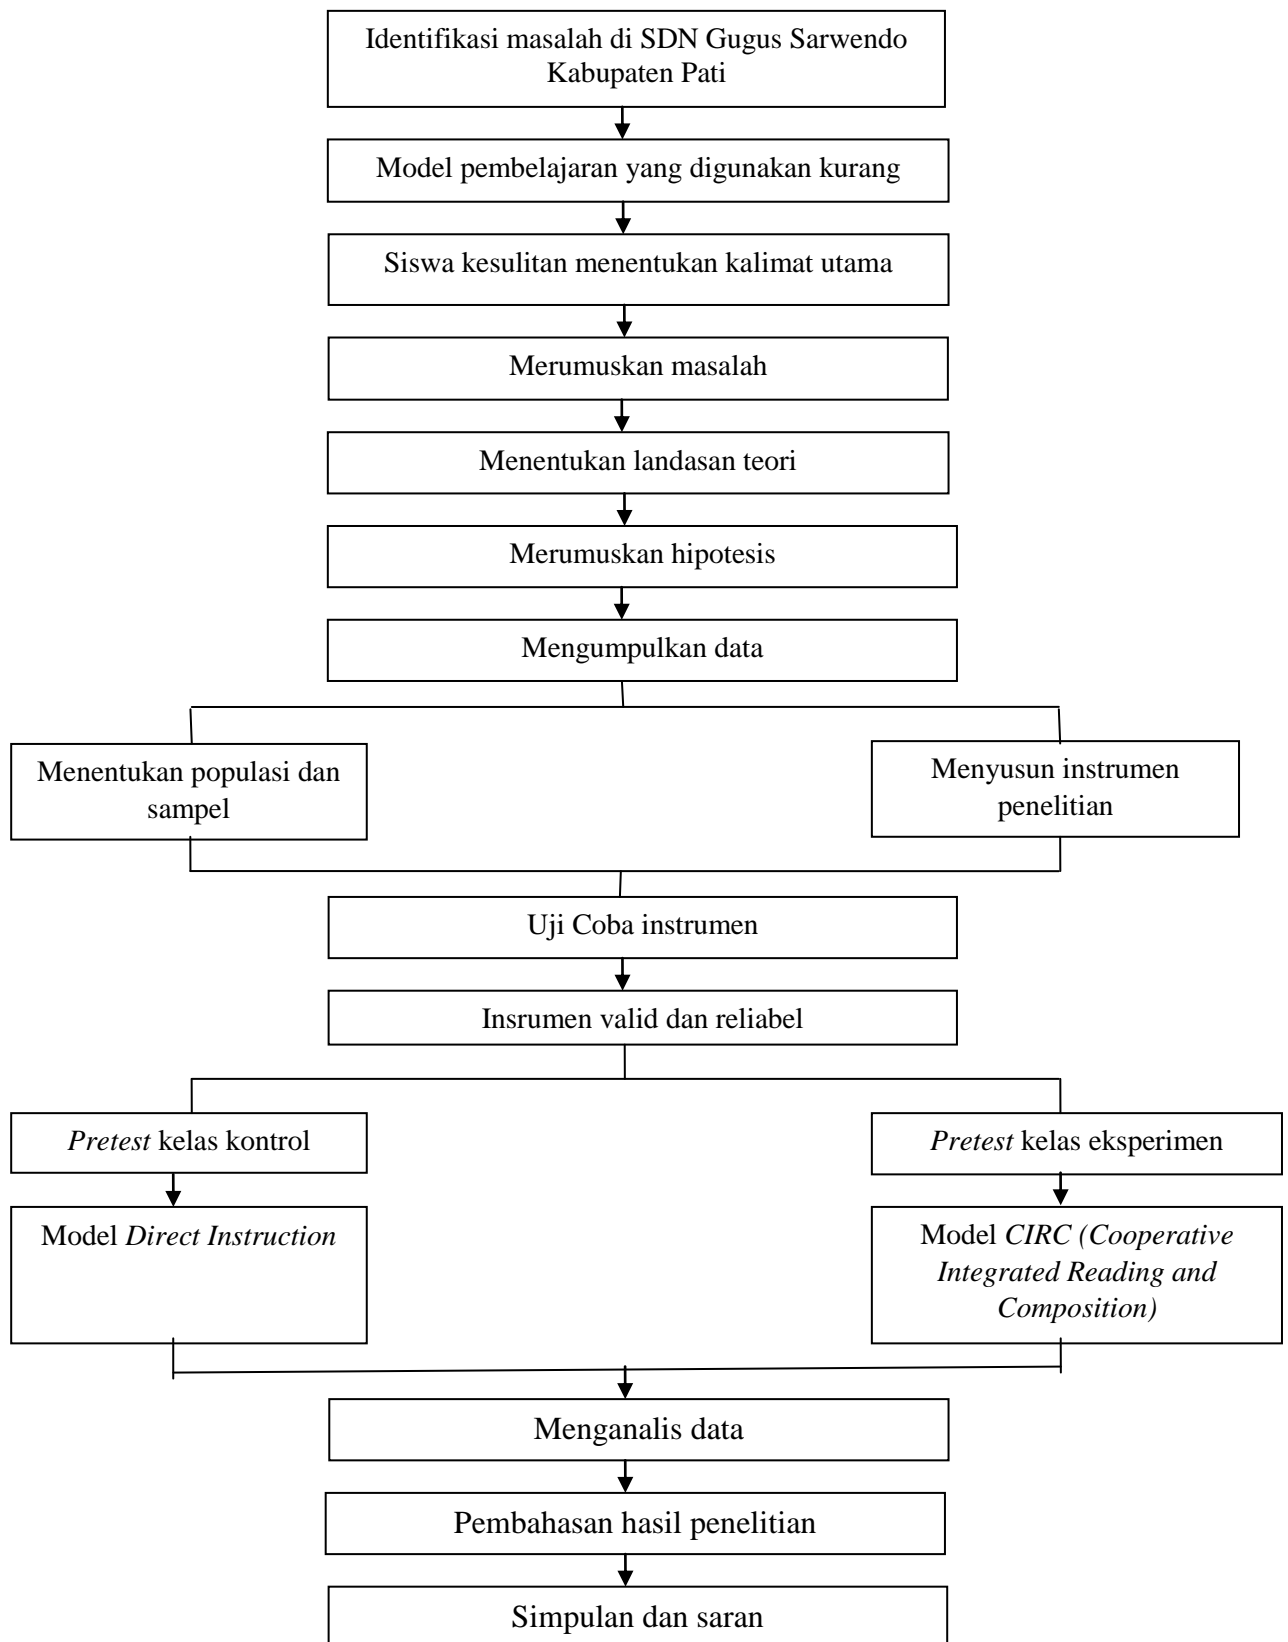 Identifikasi masalah di SDN Gugus Sarwendo
Kabupaten Pati
Model pembelajaran yang digunakan kurang
Siswa kesulitan menentukan kalimat utama
Merumuskan masalah
Menentukan landasan teori
Merumuskan hipotesis
Mengumpulkan data
Menentukan populasi dan
sampel
Menyusun instrumen
penelitian
Uji Coba instrumen
Insrumen valid dan reliabel
Pretest kelas kontrol
Pretest kelas eksperimen
Model Direct Instruction
Model CIRC (Cooperative
Integrated Reading and
Composition)
Menganalis data
Pembahasan hasil penelitian
Simpulan dan saran